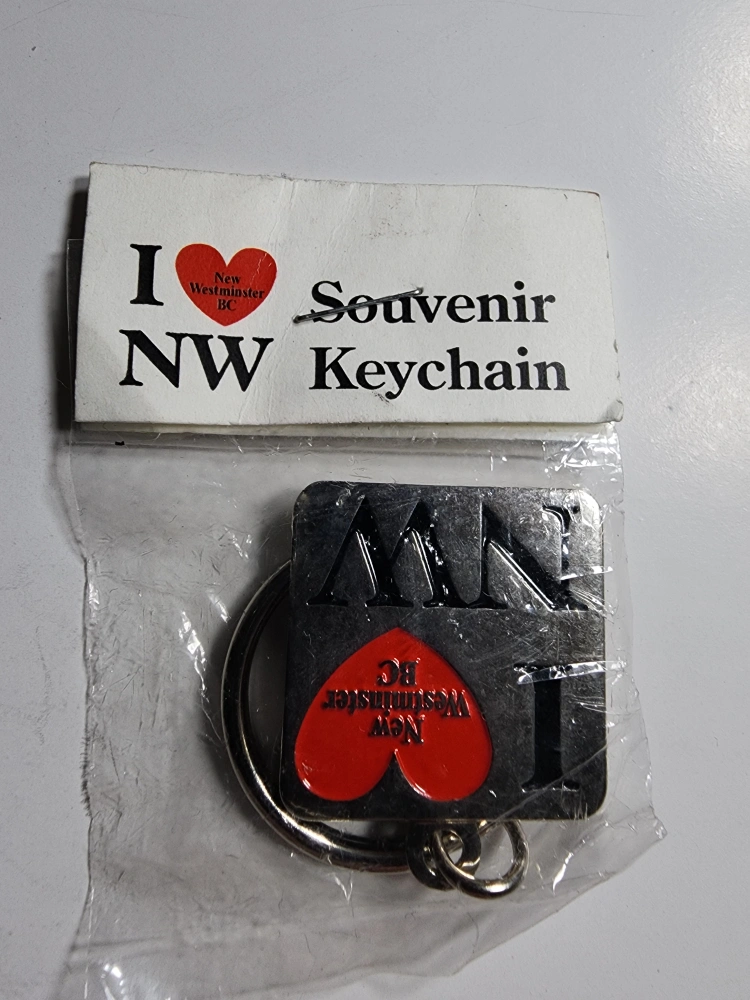 I New Westminster BC NW
Souvenir
Keychain
I
New
Westminster
BC
NW